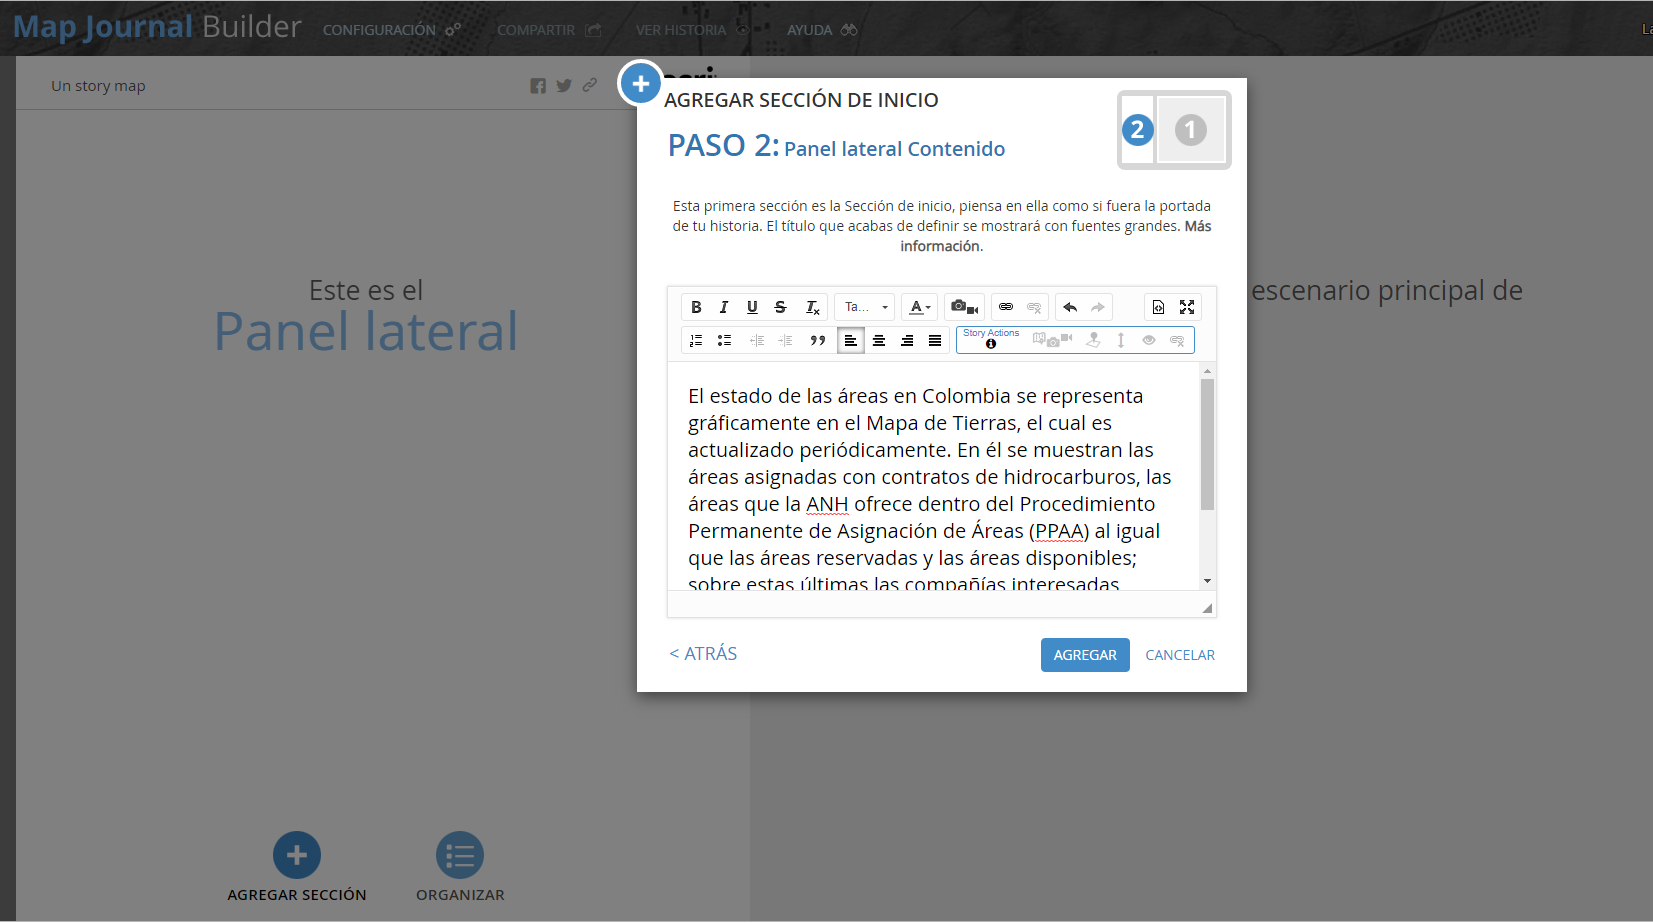 Map Journal Builder CONFIGURACIÓN COMPARTIR VER HISTORIA AYUDA
Un story map
AGREGAR SECCIÓN DE INICIO
PASO 2: Panel lateral Contenido
2 1
Esta primera sección es la Sección de inicio, piensa en ella como si fuera la portada
de tu historia. El título que acabas de definir se mostrará con fuentes grandes. Más
información.
Este es el
Panel lateral
escenario principal de
B I U S Tx Ta... A
Story Actions
El estado de las áreas en Colombia se representa
gráficamente en el Mapa de Tierras, el cual es
actualizado periódicamente. En él se muestran las
áreas asignadas con contratos de hidrocarburos, las
áreas que la ANH ofrece dentro del Procedimiento
Permanente de Asignación de Áreas (PPAA) al igual
que las áreas reservadas y las áreas disponibles;
sobre estas últimas las compañías interesadas
< ATRÁS AGREGAR CANCELAR
AGREGAR SECCIÓN ORGANIZAR